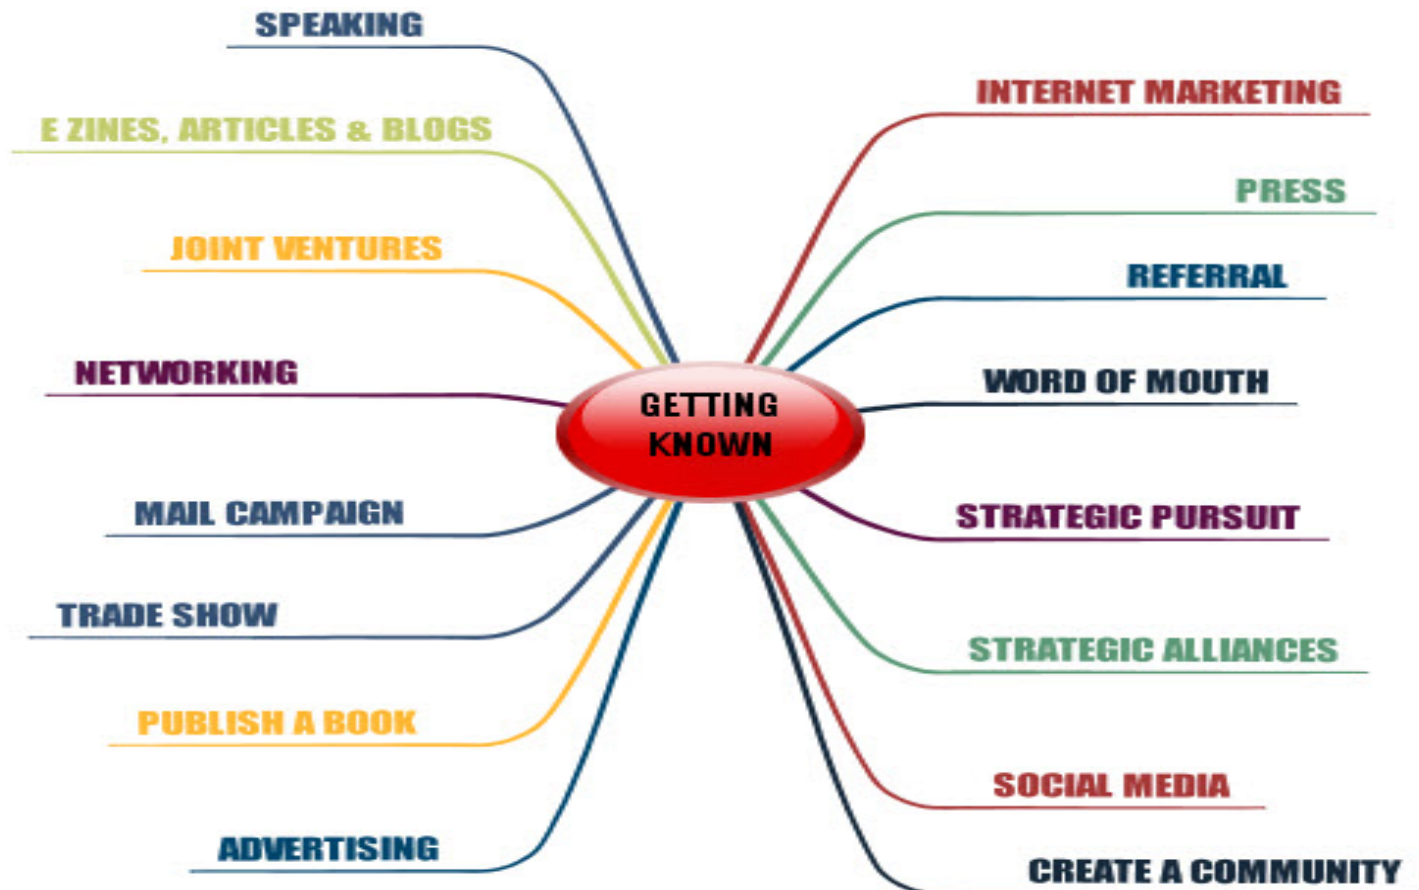 SPEAKING
E ZINES, ARTICLES & BLOGS
JOINT VENTURES
NETWORKING
MAIL CAMPAIGN
TRADE SHOW
PUBLISH A BOOK
ADVERTISING
GETTING
KNOWN
INTERNET MARKETING
PRESS
REFERRAL
WORD OF MOUTH
STRATEGIC PURSUIT
STRATEGIC ALLIANCES
SOCIAL MEDIA
CREATE A COMMUNITY